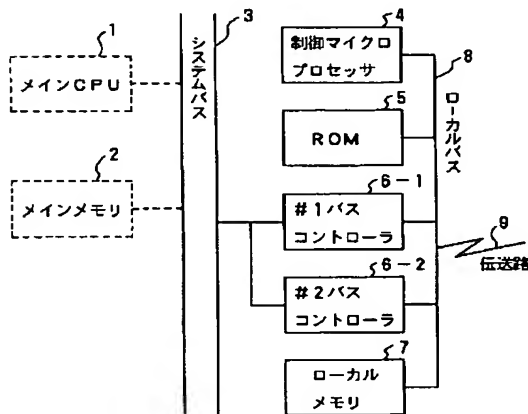 1
メインCPU
2
メインメモリ
システムバス
3
4
制御マイクロ
プロセッサ
5
ROM
6-1
#1バス
コントローラ
6-2
#2バス
コントローラ
7
ローカル
メモリ
8
ローカルバス
9
伝送路